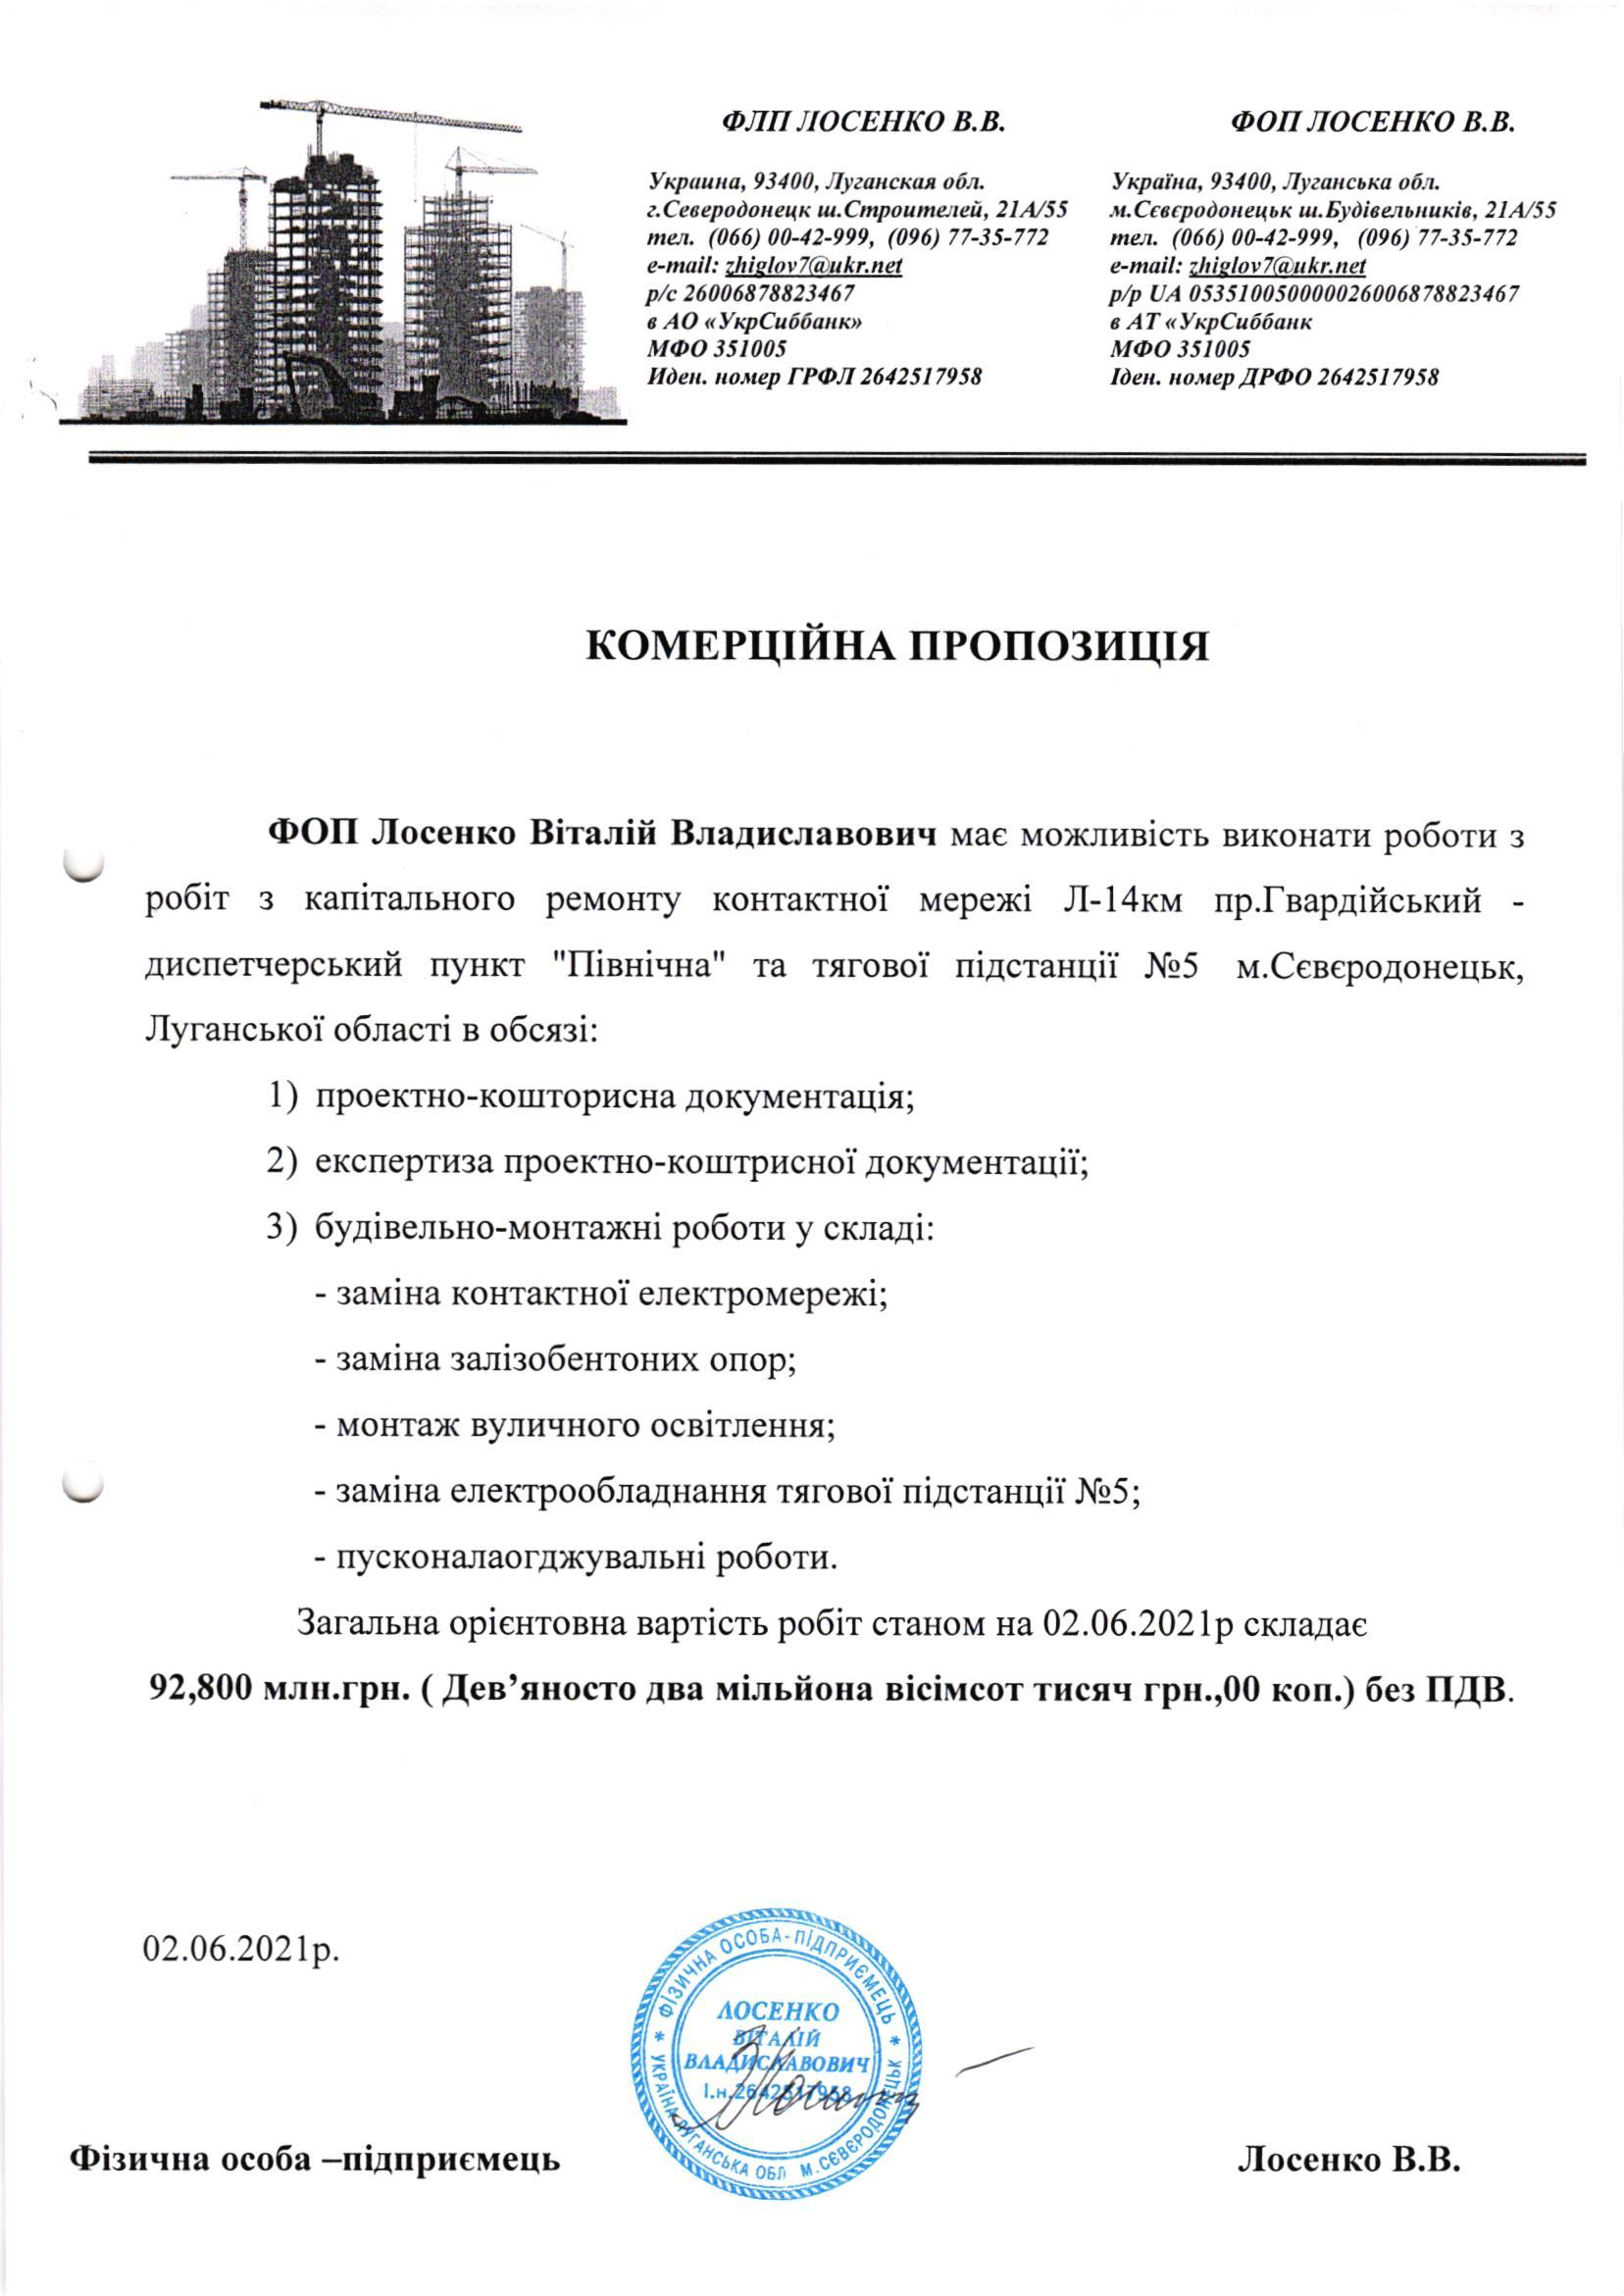 ФЛП ЛОСЕНКО В.В.
Украина, 93400, Луганская обл.
г.Северодонецк ш.Строителей, 21А/55
тел. (066) 00-42-999, (096) 77-35-772
e-mail: zhiglov7@ukr.net
р/с 26006878823467
в АО «УкрСиббанк»
МФО 351005
Иден. номер ГРФЛ 2642517958
ФОП ЛОСЕНКО В.В.
Україна, 93400, Луганська обл.
м.Сєвєродонецьк ш.Будівельників, 21А/55
тел. (066) 00-42-999, (096) 77-35-772
e-mail: zhiglov7@ukr.net
р/р UA 053510050000026006878823467
в АТ «УкрСиббанк
МФО 351005
Іден. номер ДРФО 2642517958
КОМЕРЦІЙНА ПРОПОЗИЦІЯ
ФОП Лосенко Віталій Владиславович має можливість виконати роботи з
робіт з капітального ремонту контактної мережі Л-14км пр.Гвардійський -
диспетчерський пункт "Північна" та тягової підстанції №5 м.Сєвєродонецьк,
Луганської області в обсязі:
1) проектно-кошторисна документація;
2) експертиза проектно-коштрисної документації;
3) будівельно-монтажні роботи у складі:
- заміна контактної електромережі;
- заміна залізобентоних опор;
- монтаж вуличного освітлення;
- заміна електрообладнання тягової підстанції №5;
- пусконалаогджувальні роботи.
Загальна орієнтовна вартість робіт станом на 02.06.2021р складає
92,800 млн.грн. ( Дев’яносто два мільйона вісімсот тисяч грн.,00 коп.) без ПДВ.
02.06.2021р.
* ФІЗИЧНА ОСОБА-ПІДПРИЄМЕЦЬ *
ЛОСЕНКО
ВІТАЛІЙ
ВЛАДИСЛАВОВИЧ
І.н.2642517958
УКРАЇНА ЛУГАНСЬКА ОБЛ М.СЄВЄРОДОНЕЦЬК
Фізична особа –підприємець
Лосенко В.В.